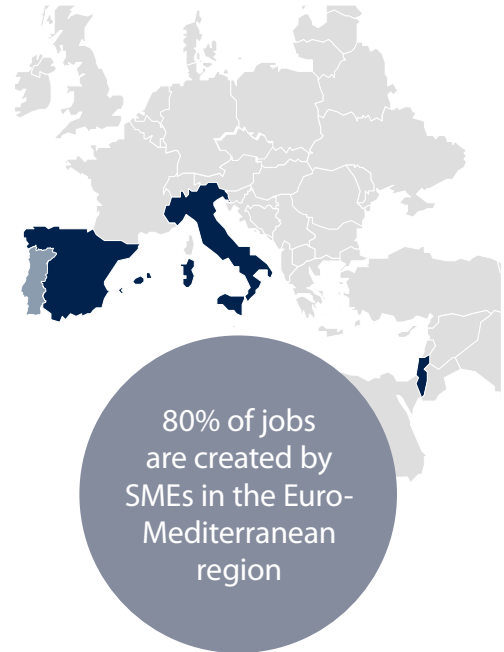 80% of jobs
are created by
SMEs in the Euro-
Mediterranean
region